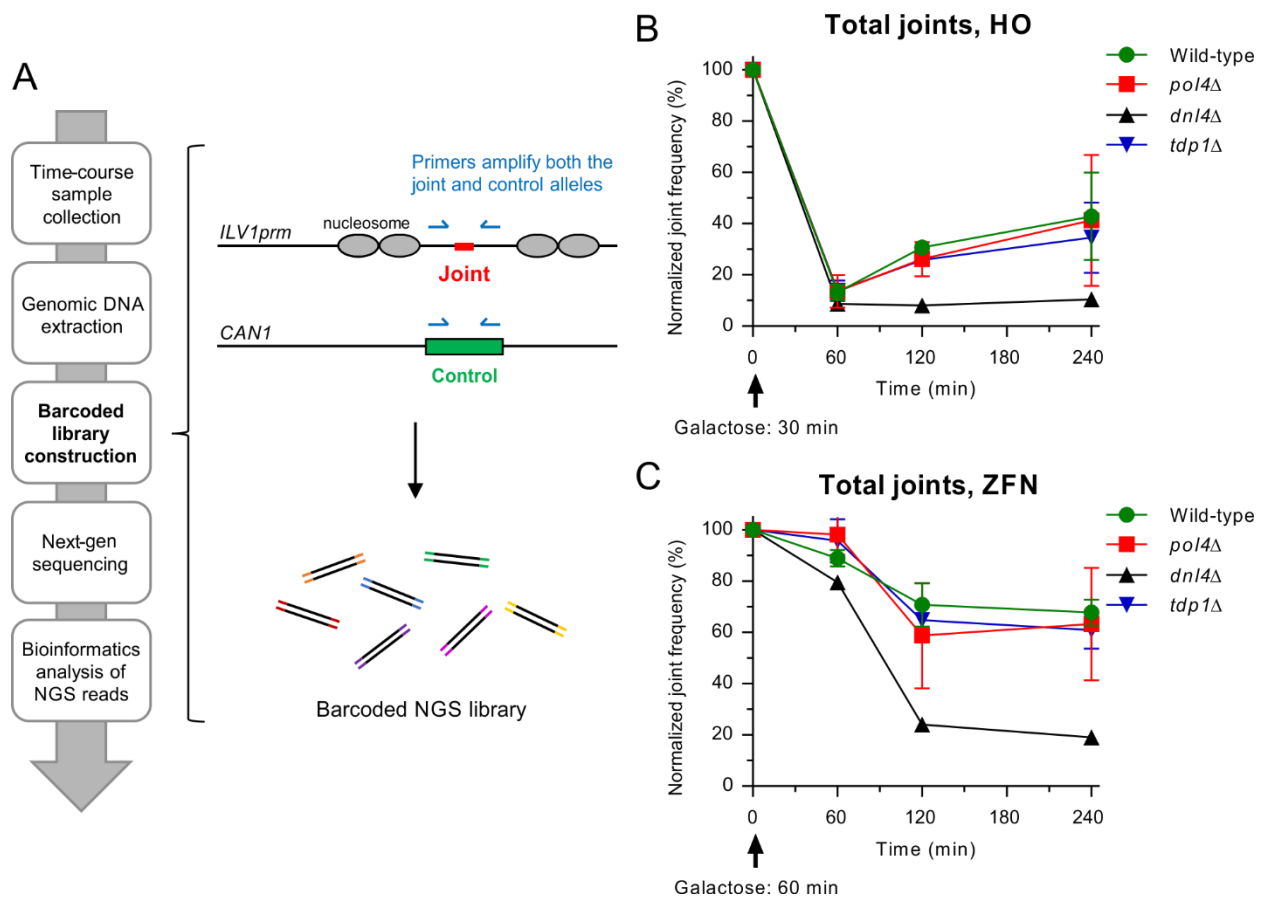 A
Time-course
sample
collection
Genomic DNA
extraction
Barcoded
library
construction
Next-gen
sequencing
Bioinformatics
analysis of
NGS reads
Primers amplify both the
joint and control alleles
ILV1prm
nucleosome
Joint
CAN1
Control
Barcoded NGS library
B
Total joints, HO
Normalized joint frequency (%)
100
80
60
40
20
0
0 60 120 180 240
Time (min)
Galactose: 30 min
Wild-type
pol4Δ
dnl4Δ
tdp1Δ
C
Total joints, ZFN
Normalized joint frequency (%)
100
80
60
40
20
0
0 60 120 180 240
Time (min)
Galactose: 60 min
Wild-type
pol4Δ
dnl4Δ
tdp1Δ